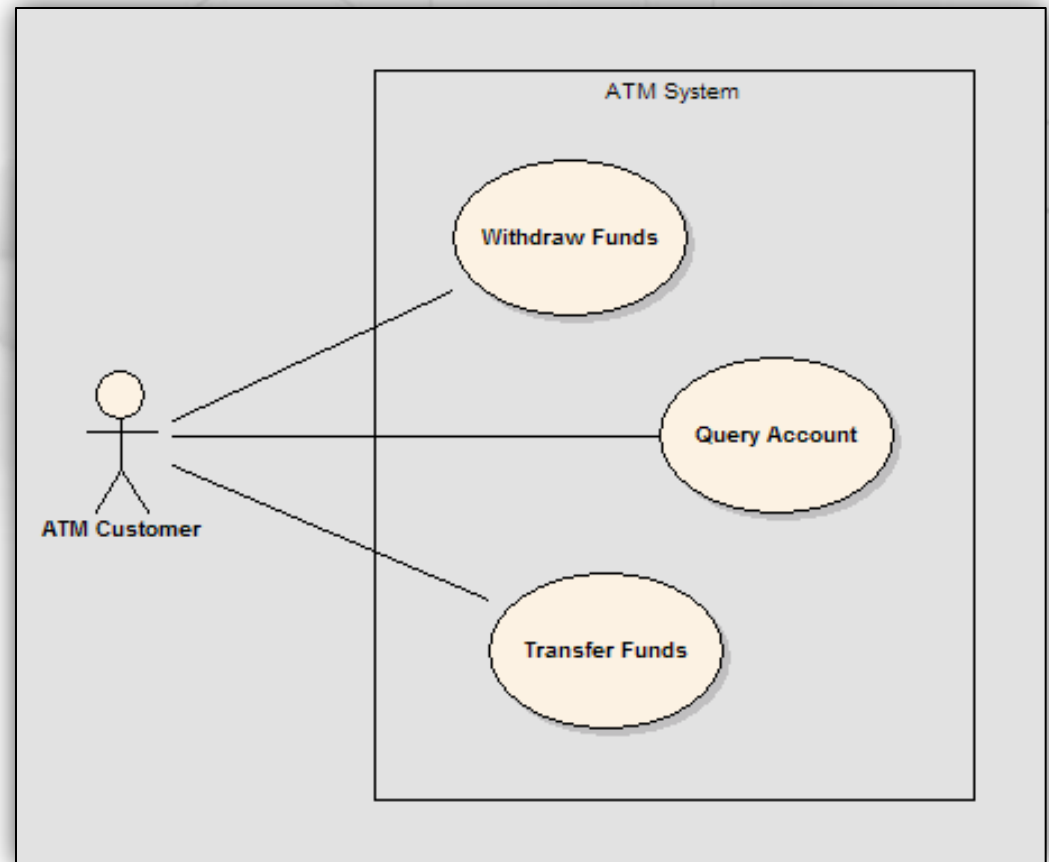 ATM System
Withdraw Funds
Query Account
ATM Customer
Transfer Funds